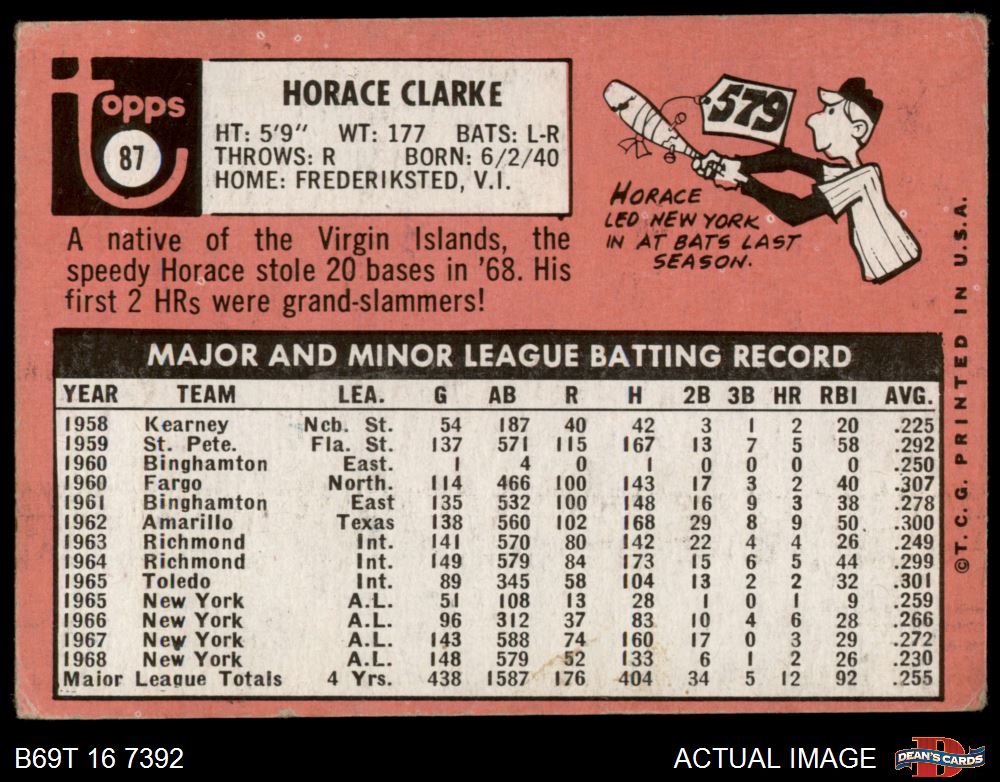 Topps
87
HORACE CLARKE
HT: 5'9" WT: 177 BATS: L-R
THROWS: R BORN: 6/2/40
HOME: FREDERIKSTED, V.I.
579
HORACE
LED NEW YORK
IN AT BATS LAST
SEASON.
A native of the Virgin Islands, the
speedy Horace stole 20 bases in '68. His
first 2 HRs were grand-slammers!
MAJOR AND MINOR LEAGUE BATTING RECORD
YEAR TEAM LEA. G AB R H 2B 3B HR RBI AVG.
1958 Kearney Neb. St. 54 187 40 42 3 1 2 20 .225
1959 St. Pete. Fla. St. 137 571 115 167 13 7 5 58 .292
1960 Binghamton East. 1 4 0 1 0 0 0 0 .250
1960 Fargo North. 114 466 100 143 17 3 2 40 .307
1961 Binghamton East 135 532 100 148 16 9 3 38 .278
1962 Amarillo Texas 138 560 102 168 29 8 9 50 .300
1963 Richmond Int. 141 570 80 142 22 4 4 26 .249
1964 Richmond Int. 149 579 84 173 15 6 5 44 .299
1965 Toledo Int. 89 345 58 104 13 2 2 32 .301
1965 New York A.L. 51 108 13 28 1 0 1 9 .259
1966 New York A.L. 96 312 37 83 10 4 6 28 .266
1967 New York A.L. 143 588 74 160 17 0 3 29 .272
1968 New York A.L. 148 579 52 133 6 1 2 26 .230
Major League Totals 4 Yrs. 438 1587 176 404 34 5 12 92 .255
©T.C.G. PRINTED IN U.S.A.
B69T 16 7392
ACTUAL IMAGE
DEAN'S CARDS